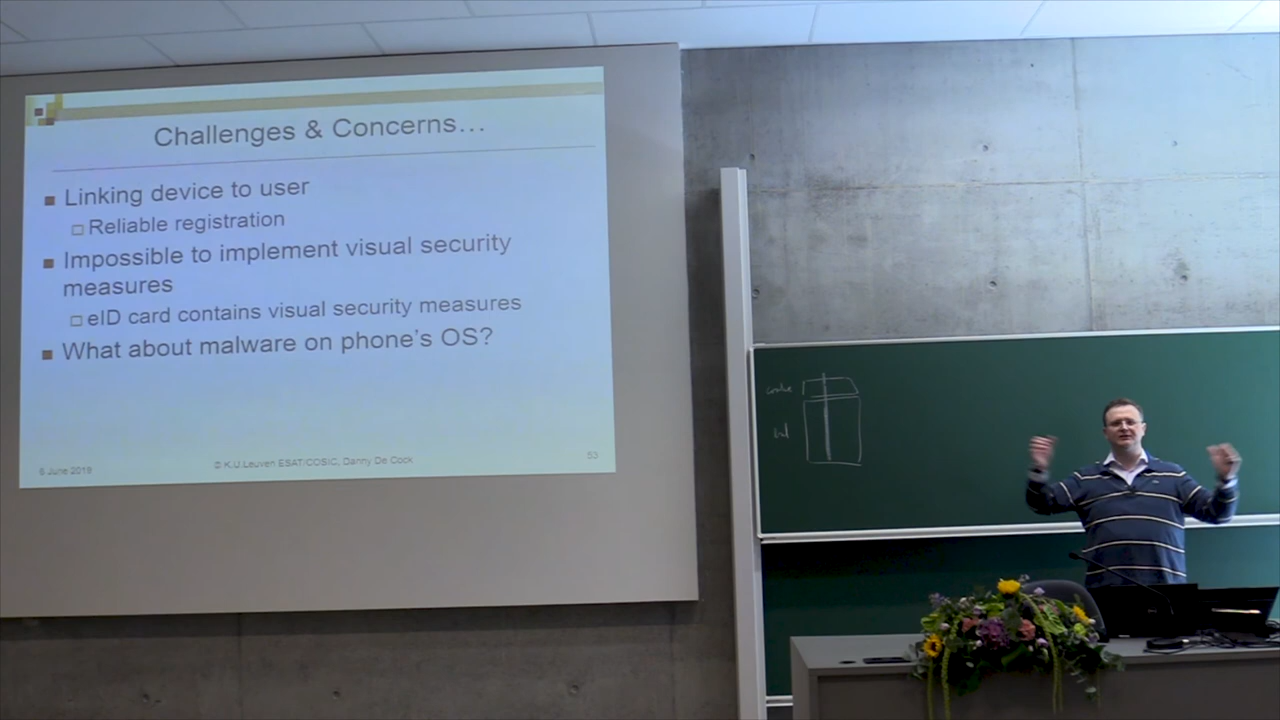 Challenges & Concerns…
Linking device to user
Reliable registration
Impossible to implement visual security
measures
eID card contains visual security measures
What about malware on phone's OS?
6 June 2019
© K.U.Leuven ESAT/COSIC, Danny De Cock
53